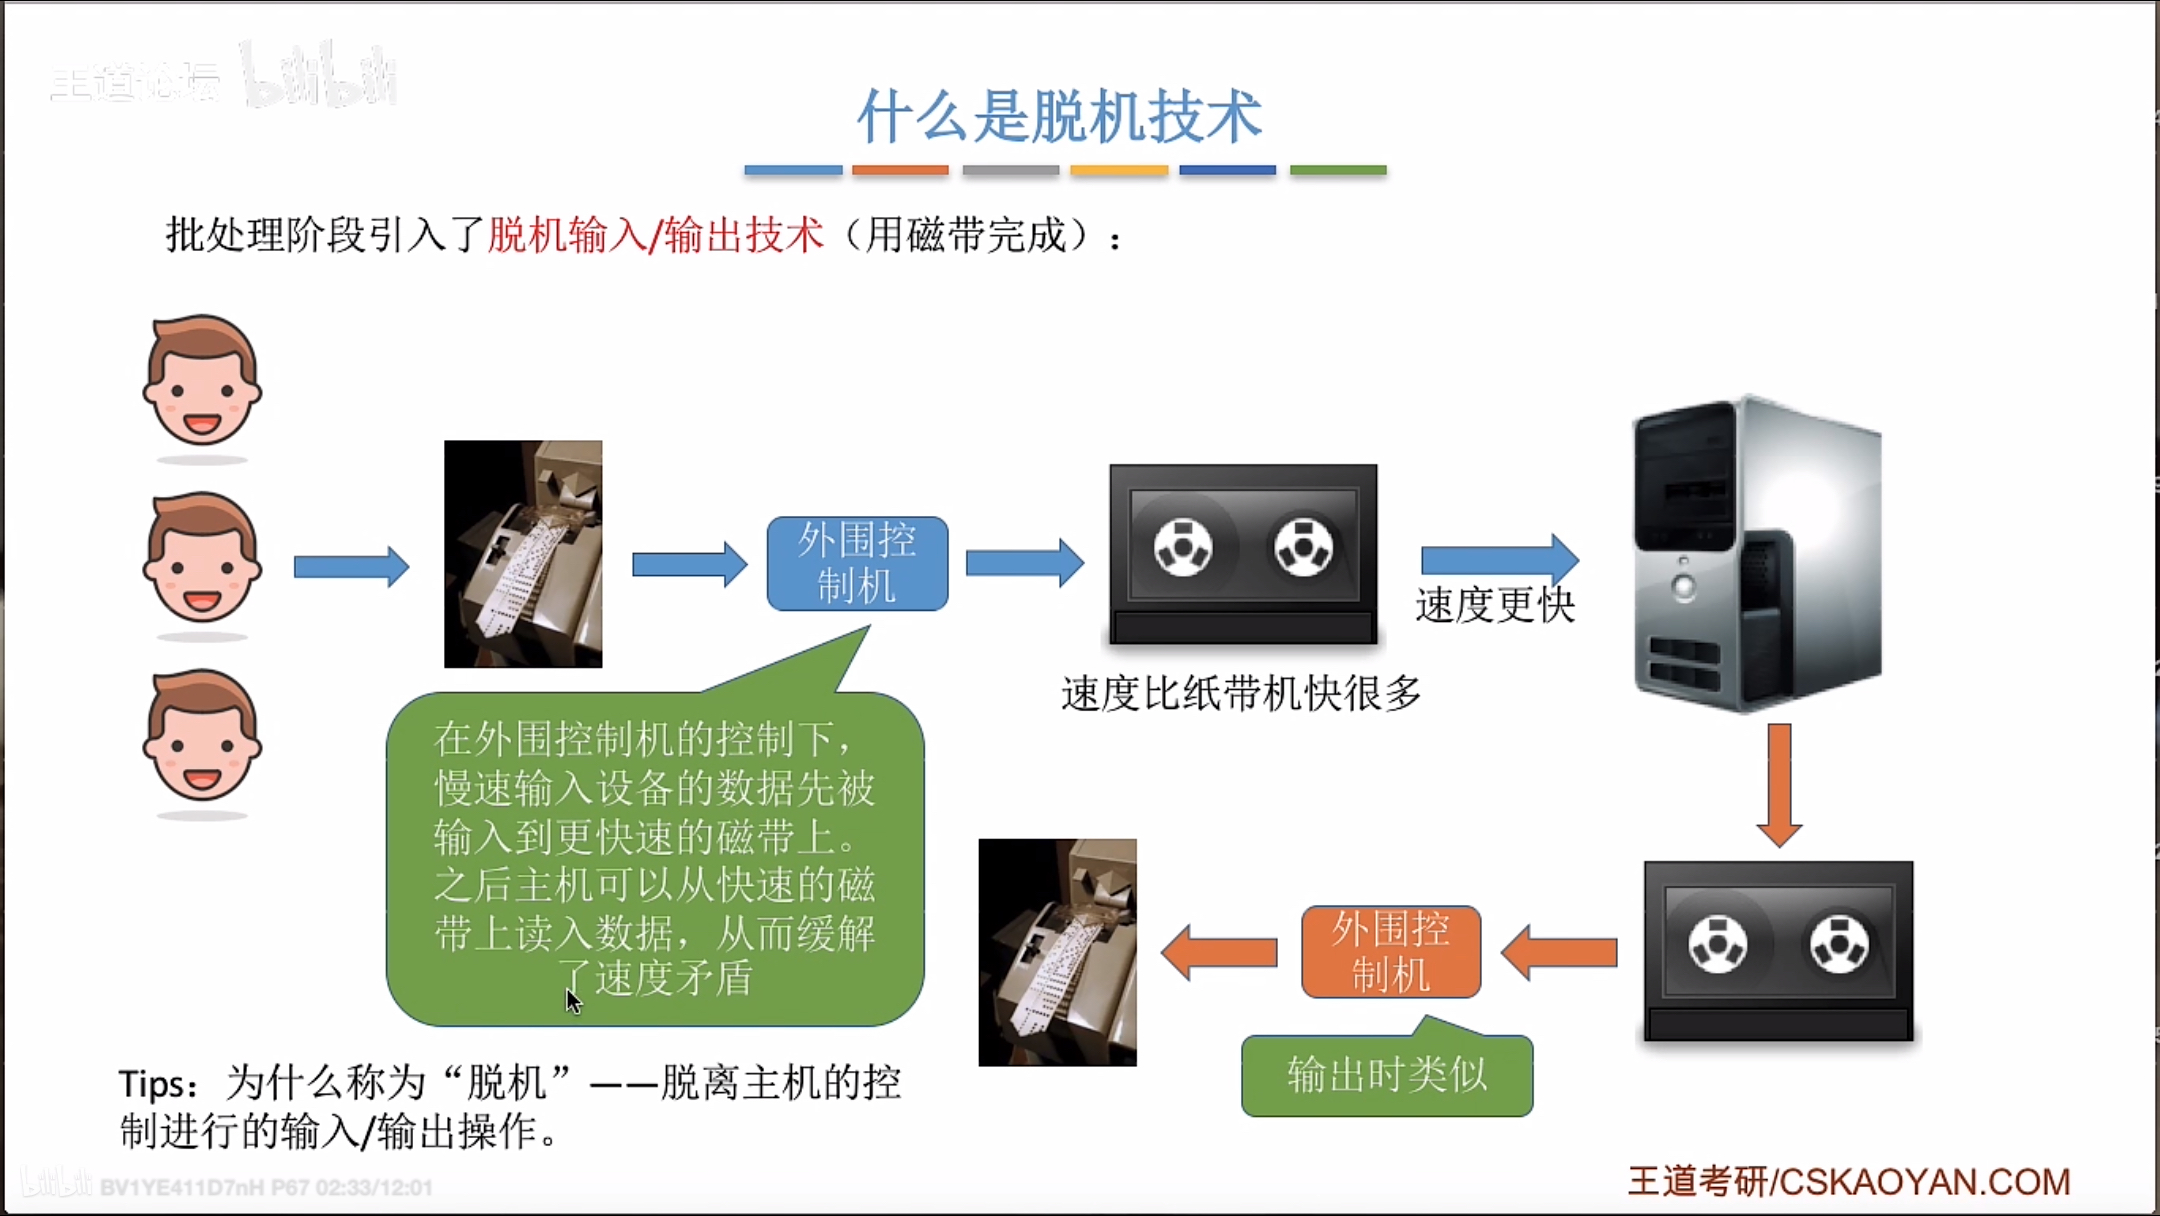 王道论坛 bilibili
什么是脱机技术
批处理阶段引入了脱机输入/输出技术（用磁带完成）：
外围控
制机
速度更快
速度比纸带机快很多
在外围控制机的控制下，
慢速输入设备的数据先被
输入到更快速的磁带上。
之后主机可以从快速的磁
带上读入数据，从而缓解
了速度矛盾
外围控
制机
输出时类似
Tips：为什么称为“脱机”——脱离主机的控
制进行的输入/输出操作。
bilibili BV1YE411D7nH P67 02:33/12:01
王道考研/CSKAOYAN.COM